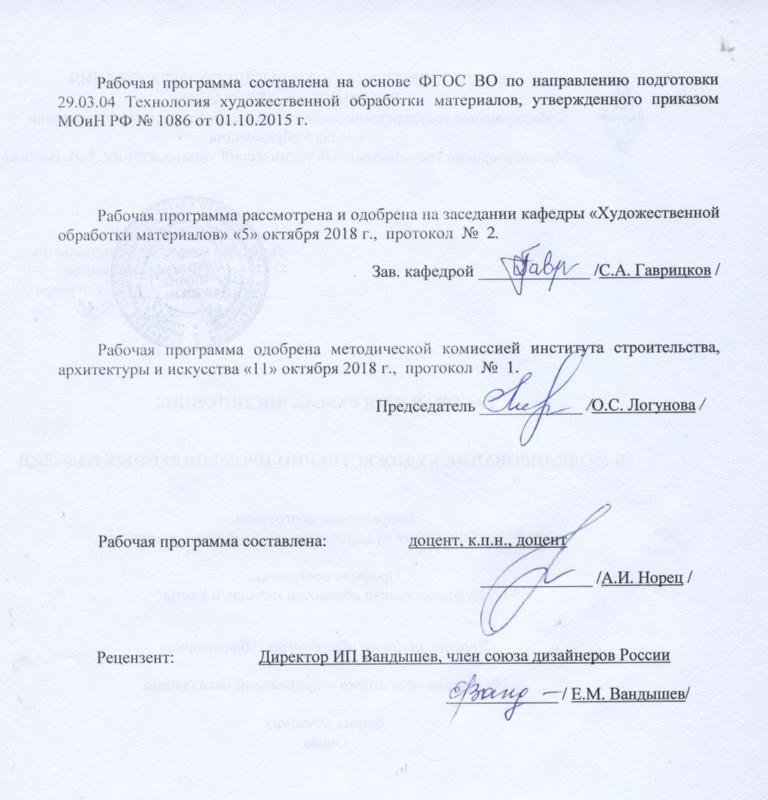 Рабочая программа составлена на основе ФГОС ВО по направлению подготовки
29.03.04 Технология художественной обработки материалов, утвержденного приказом
МОиН РФ № 1086 от 01.10.2015 г.
Рабочая программа рассмотрена и одобрена на заседании кафедры «Художественной
обработки материалов» «5» октября 2018 г., протокол № 2.
Зав. кафедрой ____________ /С.А. Гаврицков /
Рабочая программа одобрена методической комиссией института строительства,
архитектуры и искусства «11» октября 2018 г., протокол № 1.
Председатель ____________ /О.С. Логунова /
Рабочая программа составлена: доцент, к.п.н., доцент
____________ /А.И. Норец /
Рецензент: Директор ИП Вандышев, член союза дизайнеров России
____________ / Е.М. Вандышев/